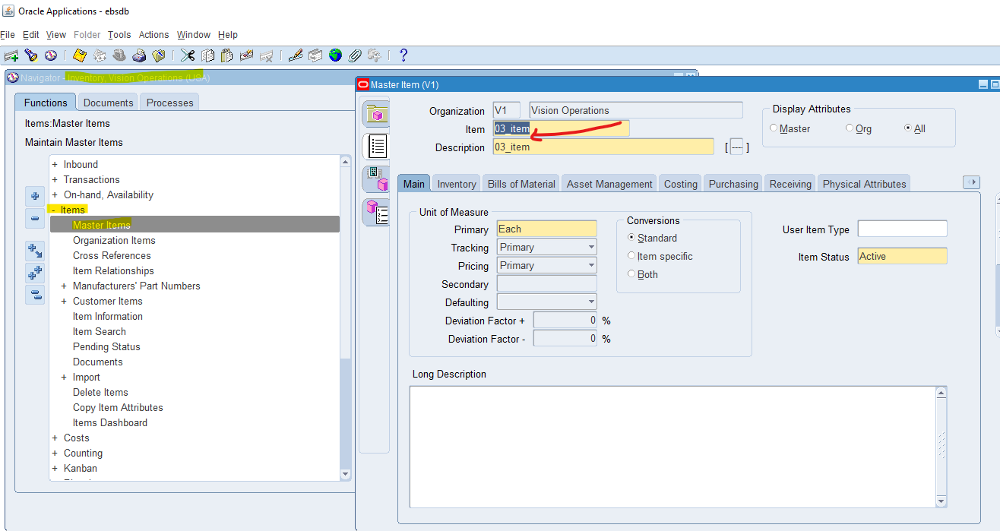 Oracle Applications - ebsdb
File Edit View Folder Tools Actions Window Help
Navigator - Inventory, Vision Operations (USA)
Functions Documents Processes
Items:Master Items
Maintain Master Items
+ Inbound
+ Transactions
+ On-hand, Availability
- Items
Master Items
Organization Items
Cross References
Item Relationships
+ Manufacturers' Part Numbers
+ Customer Items
Item Information
Item Search
Pending Status
Documents
+ Import
Delete Items
Copy Item Attributes
Items Dashboard
+ Costs
+ Counting
+ Kanban
Master Item (V1)
Organization V1 Vision Operations
Item 03_item
Description 03_item
[ ---- ]
Display Attributes
Master Org All
Main Inventory Bills of Material Asset Management Costing Purchasing Receiving Physical Attributes
Unit of Measure
Primary Each
Tracking Primary
Pricing Primary
Secondary
Defaulting
Deviation Factor + 0 %
Deviation Factor - 0 %
Conversions
Standard
Item specific
Both
User Item Type
Item Status Active
Long Description